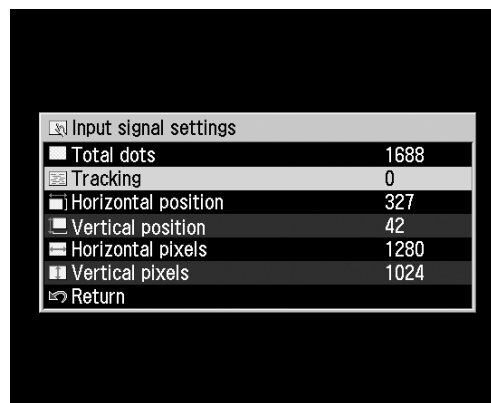 Input signal settings
Total dots 1688
Tracking 0
Horizontal position 327
Vertical position 42
Horizontal pixels 1280
Vertical pixels 1024
Return